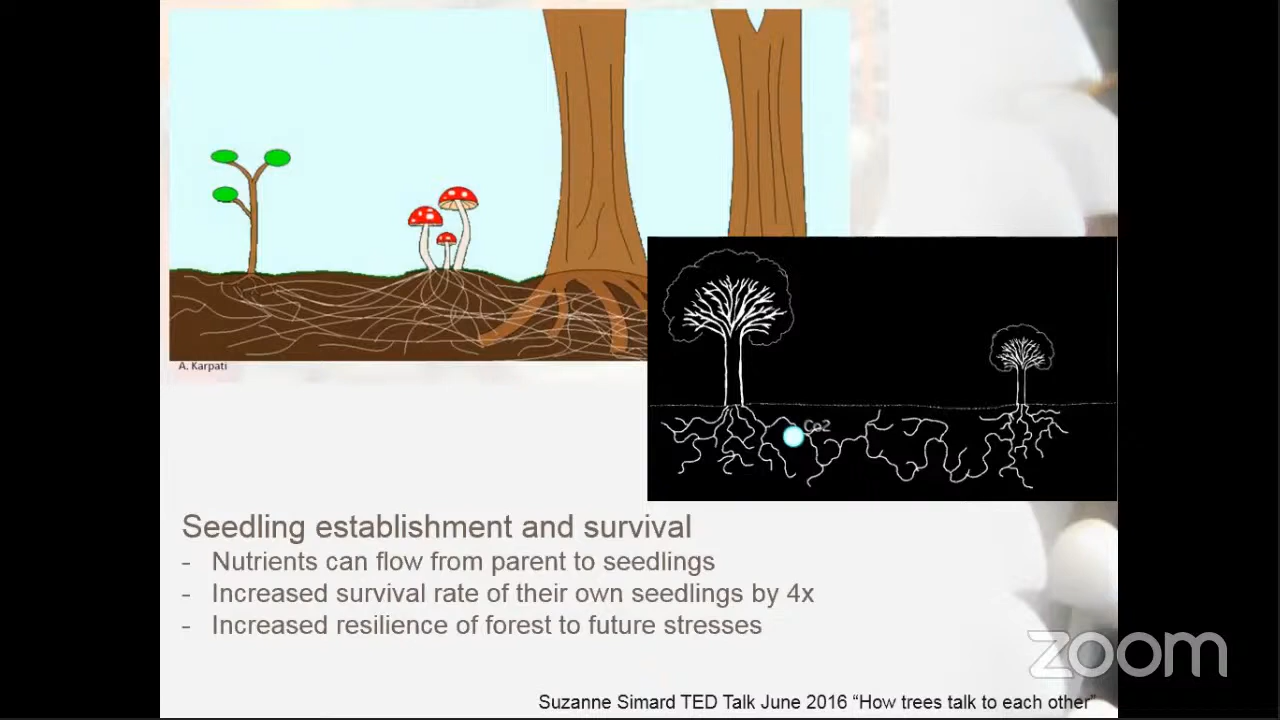 A. Karpati
Co2
Seedling establishment and survival
- Nutrients can flow from parent to seedlings
- Increased survival rate of their own seedlings by 4x
- Increased resilience of forest to future stresses
zoom
Suzanne Simard TED Talk June 2016 “How trees talk to each other”